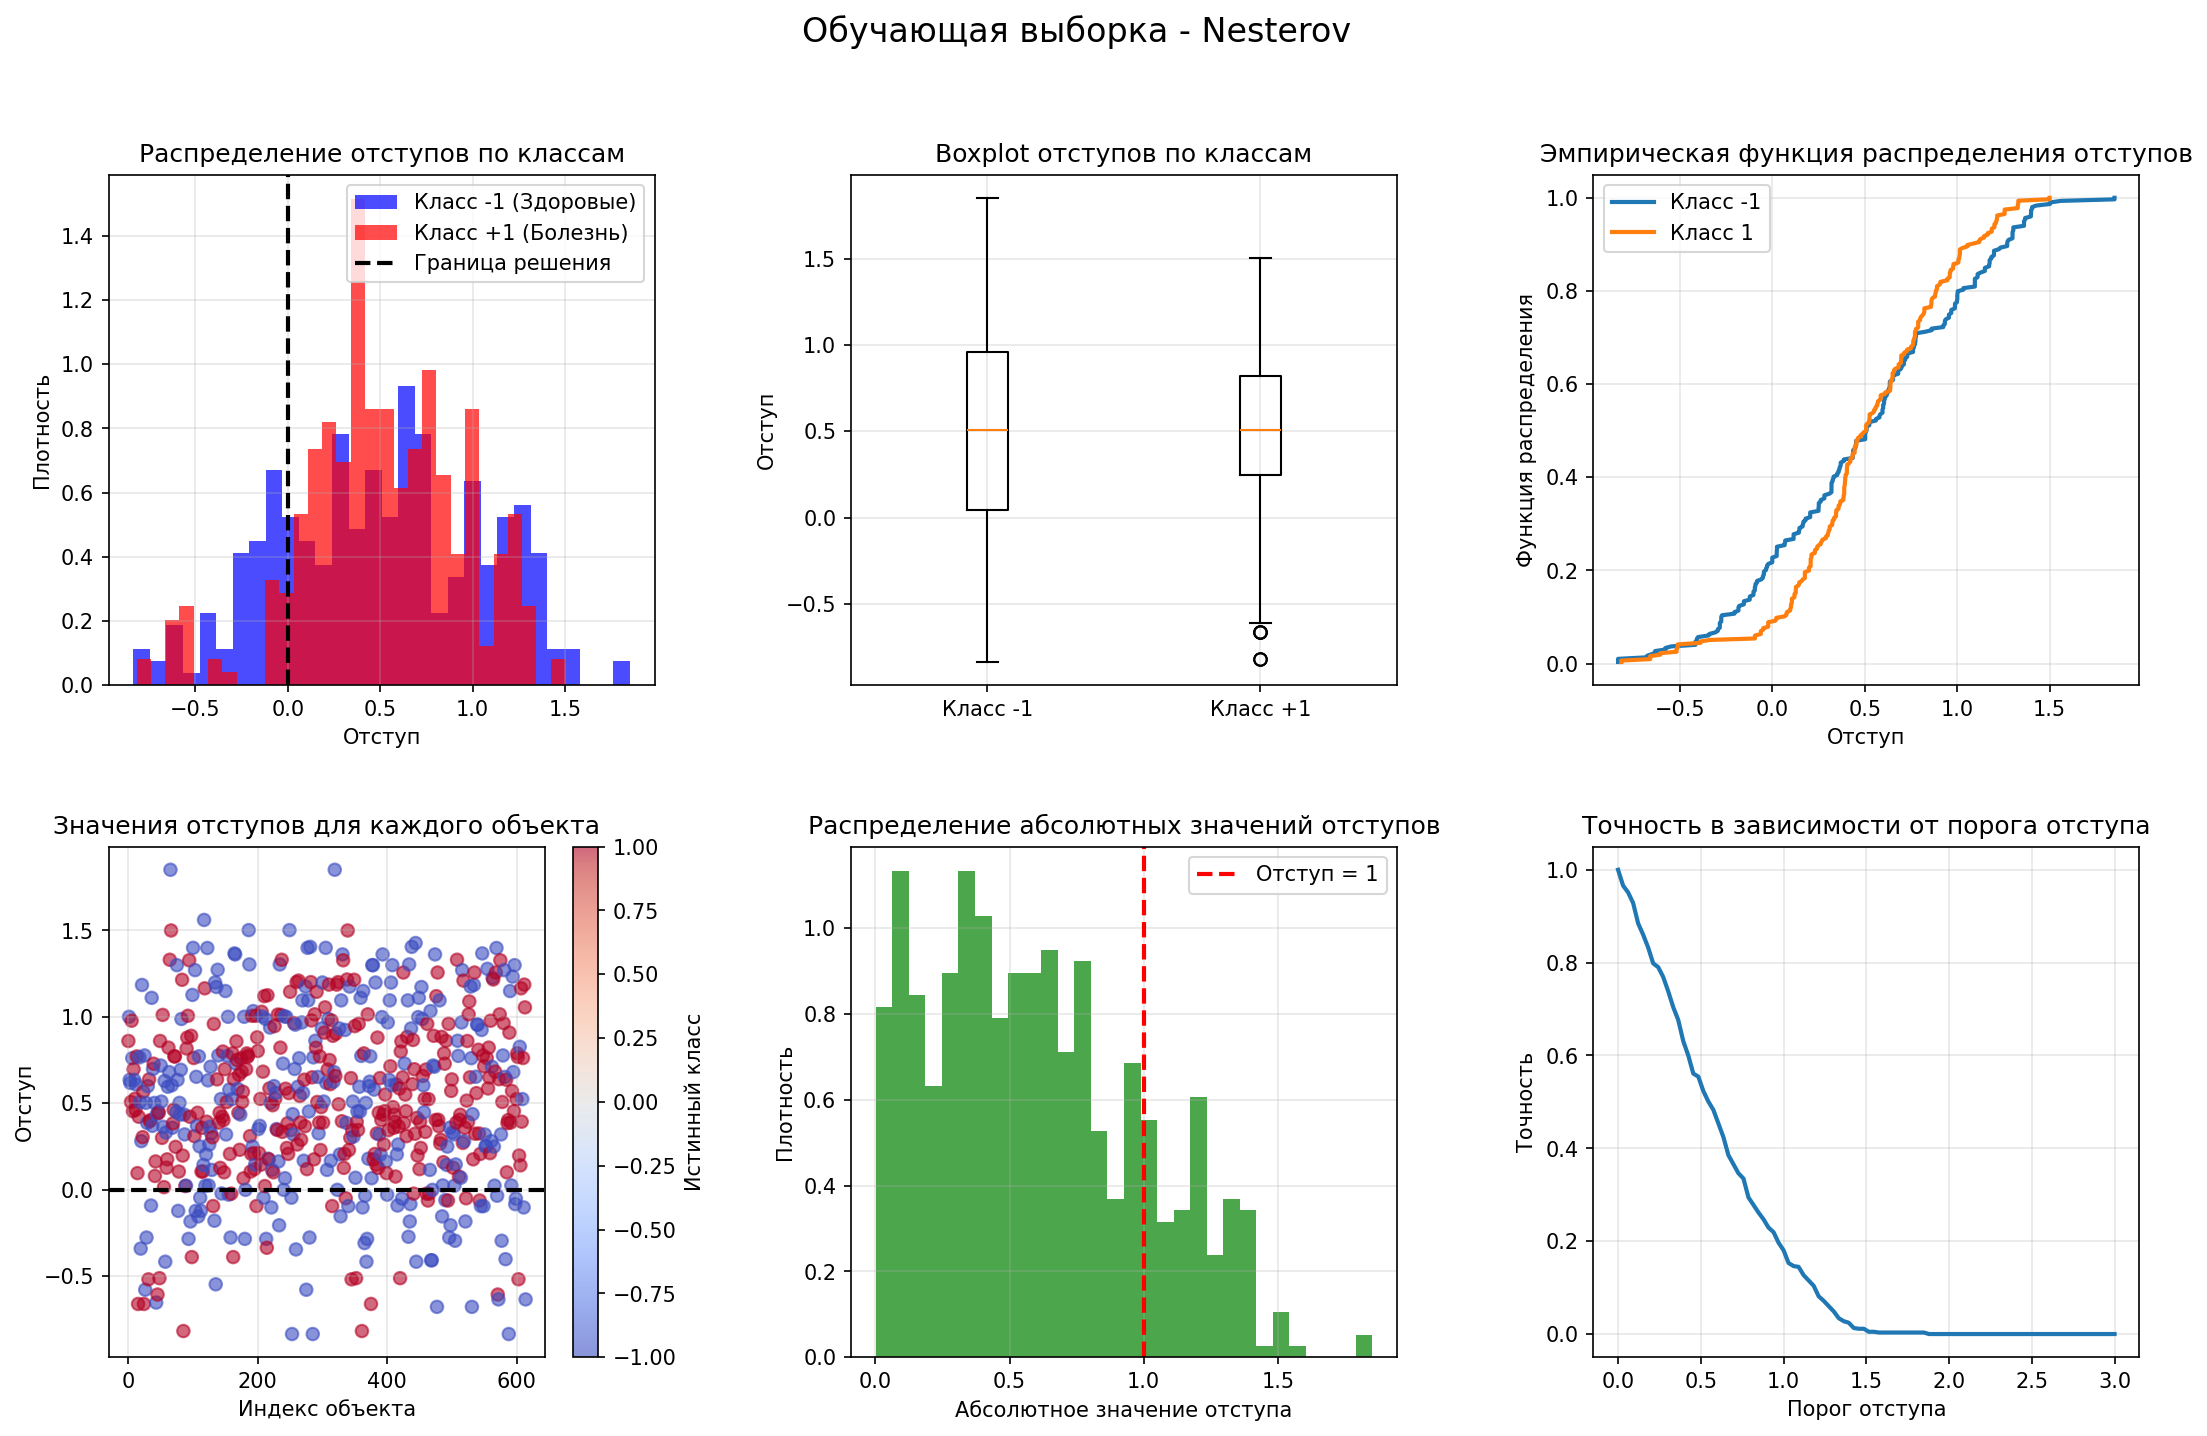 Обучающая выборка - Nesterov
Распределение отступов по классам
Плотность
1.4
1.2
1.0
0.8
0.6
0.4
0.2
0.0
Класс -1 (Здоровые)
Класс +1 (Болезнь)
Граница решения
−0.5 0.0 0.5 1.0 1.5
Отступ
Boxplot отступов по классам
Отступ
1.5
1.0
0.5
0.0
−0.5
Класс -1 Класс +1
Эмпирическая функция распределения отступов
Функция распределения
1.0
0.8
0.6
0.4
0.2
0.0
Класс -1
Класс 1
−0.5 0.0 0.5 1.0 1.5
Отступ
Значения отступов для каждого объекта
Отступ
1.5
1.0
0.5
0.0
−0.5
0 200 400 600
Индекс объекта
1.00
0.75
0.50
0.25
0.00
−0.25
−0.50
−0.75
−1.00
Истинный класс
Распределение абсолютных значений отступов
Плотность
1.0
0.8
0.6
0.4
0.2
0.0
Отступ = 1
0.0 0.5 1.0 1.5
Абсолютное значение отступа
Точность в зависимости от порога отступа
Точность
1.0
0.8
0.6
0.4
0.2
0.0
0.0 0.5 1.0 1.5 2.0 2.5 3.0
Порог отступа